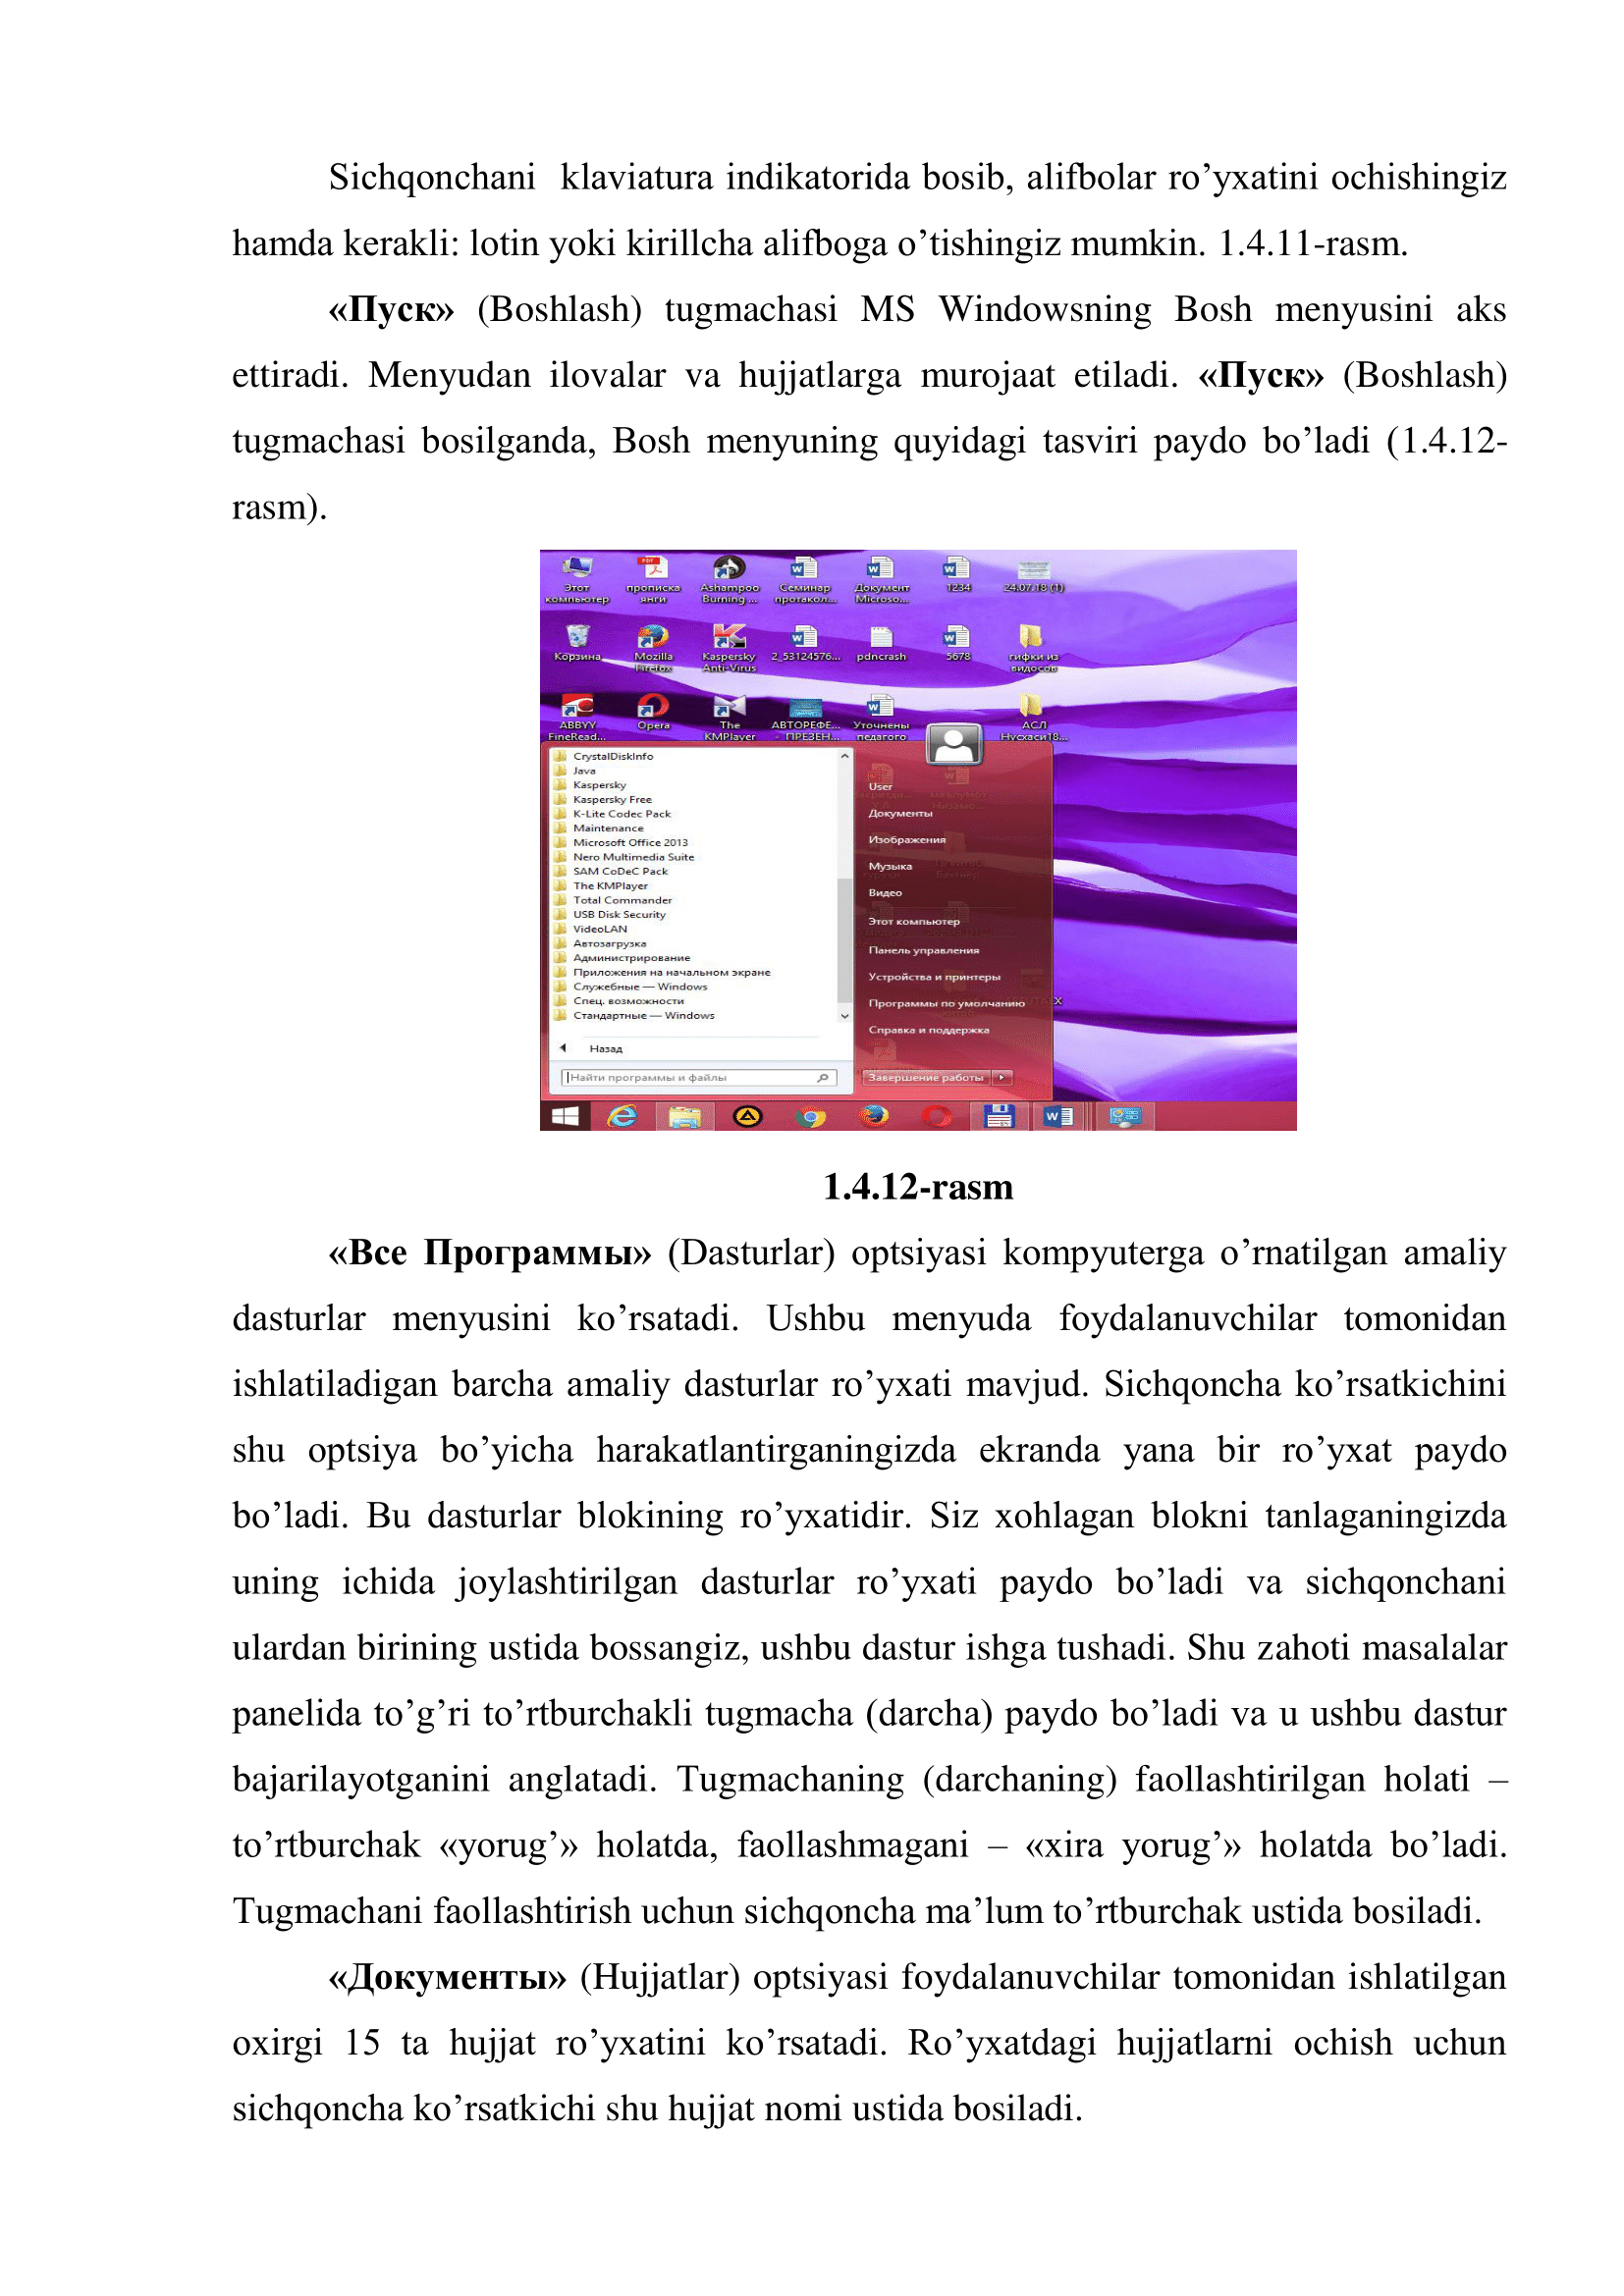 Sichqonchani klaviatura indikatorida bosib, alifbolar ro’yxatini ochishingiz
hamda kerakli: lotin yoki kirillcha alifboga o’tishingiz mumkin. 1.4.11-rasm.
«Пуск» (Boshlash) tugmachasi MS Windowsning Bosh menyusini aks
ettiradi. Menyudan ilovalar va hujjatlarga murojaat etiladi. «Пуск» (Boshlash)
tugmachasi bosilganda, Bosh menyuning quyidagi tasviri paydo bo’ladi (1.4.12-
rasm).
Этот компьютер
прописка янги
Ashampoo Burning ...
Семинар протакол...
Документ Microso...
1234
24.07.18 (1)
Корзина
Mozilla Firefox
Kaspersky Anti-Virus
2_53124576...
pdncrash
5678
гифки из видосов
ABBYY FineRead...
Opera
The KMPlayer
АВТОРЕФЕ... - ПРЕЗЕН...
Уточнены педагого
АСЛ Нусхаси18...
CrystalDiskInfo
Java
Kaspersky
Kaspersky Free
K-Lite Codec Pack
Maintenance
Microsoft Office 2013
Nero Multimedia Suite
SAM CoDeC Pack
The KMPlayer
Total Commander
USB Disk Security
VideoLAN
Автозагрузка
Администрирование
Приложения на начальном экране
Служебные — Windows
Спец. возможности
Стандартные — Windows
Назад
Найти программы и файлы
User
Документы
Изображения
Музыка
Видео
Этот компьютер
Панель управления
Устройства и принтеры
Программы по умолчанию
Справка и поддержка
Завершение работы
1.4.12-rasm
«Все Программы» (Dasturlar) optsiyasi kompyuterga o’rnatilgan amaliy
dasturlar menyusini ko’rsatadi. Ushbu menyuda foydalanuvchilar tomonidan
ishlatiladigan barcha amaliy dasturlar ro’yxati mavjud. Sichqoncha ko’rsatkichini
shu optsiya bo’yicha harakatlantirganingizda ekranda yana bir ro’yxat paydo
bo’ladi. Bu dasturlar blokining ro’yxatidir. Siz xohlagan blokni tanlaganingizda
uning ichida joylashtirilgan dasturlar ro’yxati paydo bo’ladi va sichqonchani
ulardan birining ustida bossangiz, ushbu dastur ishga tushadi. Shu zahoti masalalar
panelida to’g’ri to’rtburchakli tugmacha (darcha) paydo bo’ladi va u ushbu dastur
bajarilayotganini anglatadi. Tugmachaning (darchaning) faollashtirilgan holati –
to’rtburchak «yorug’» holatda, faollashmagani – «xira yorug’» holatda bo’ladi.
Tugmachani faollashtirish uchun sichqoncha ma’lum to’rtburchak ustida bosiladi.
«Документы» (Hujjatlar) optsiyasi foydalanuvchilar tomonidan ishlatilgan
oxirgi 15 ta hujjat ro’yxatini ko’rsatadi. Ro’yxatdagi hujjatlarni ochish uchun
sichqoncha ko’rsatkichi shu hujjat nomi ustida bosiladi.